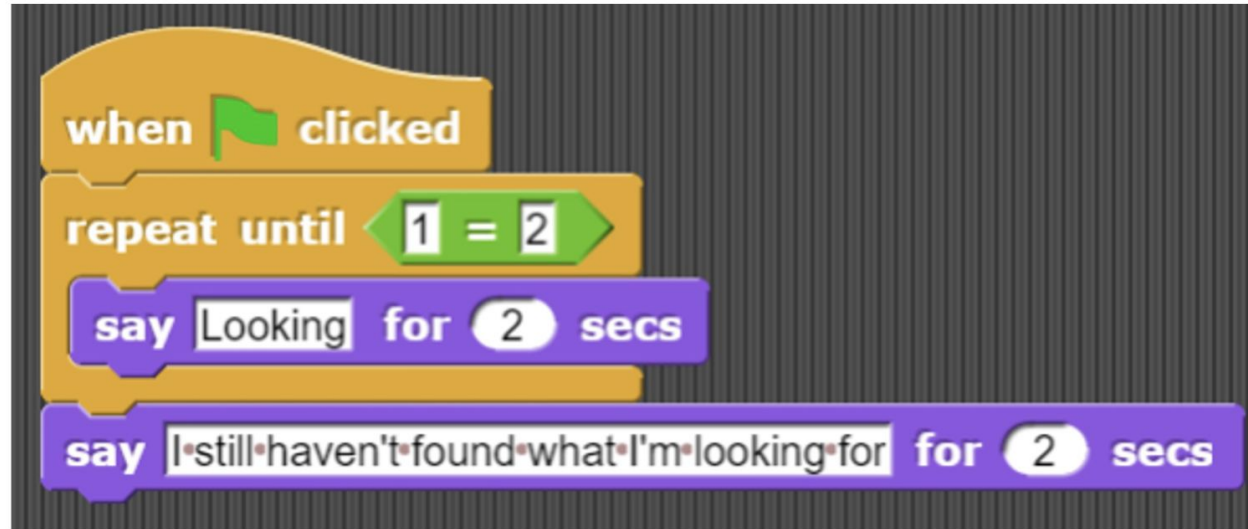 when clicked
repeat until 1 = 2
say Looking for 2 secs
say I still haven't found what I'm looking for for 2 secs